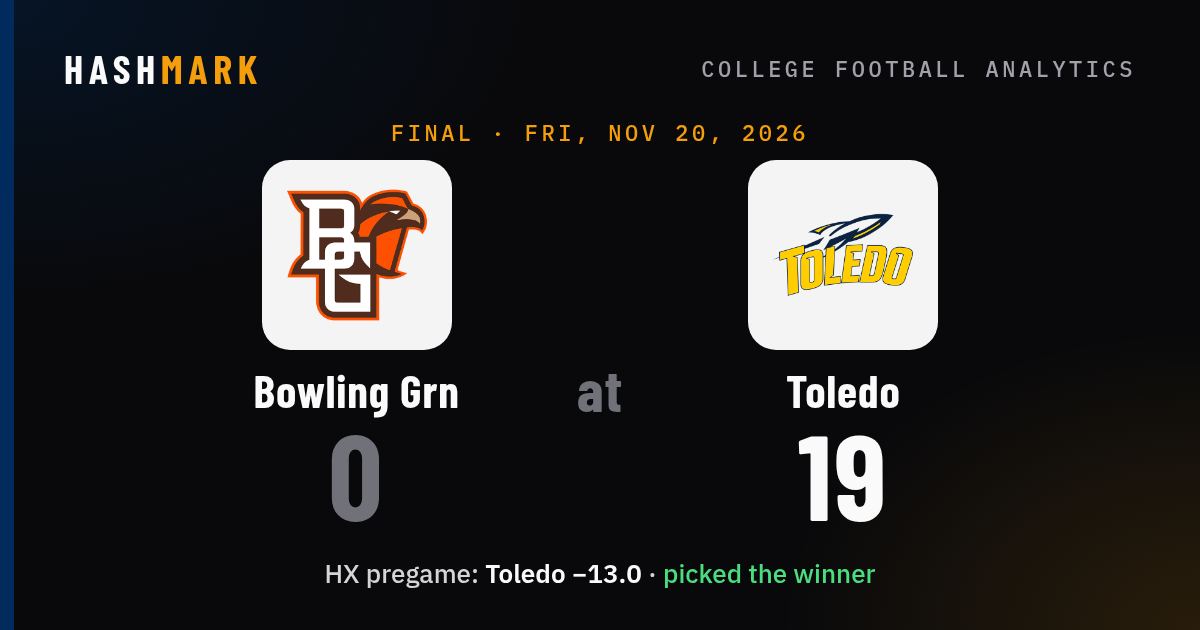 HASHMARK
COLLEGE FOOTBALL ANALYTICS
FINAL · FRI, NOV 20, 2026
BG
TOLEDO
Bowling Grn
at
Toledo
0
19
HX pregame: Toledo −13.0 · picked the winner